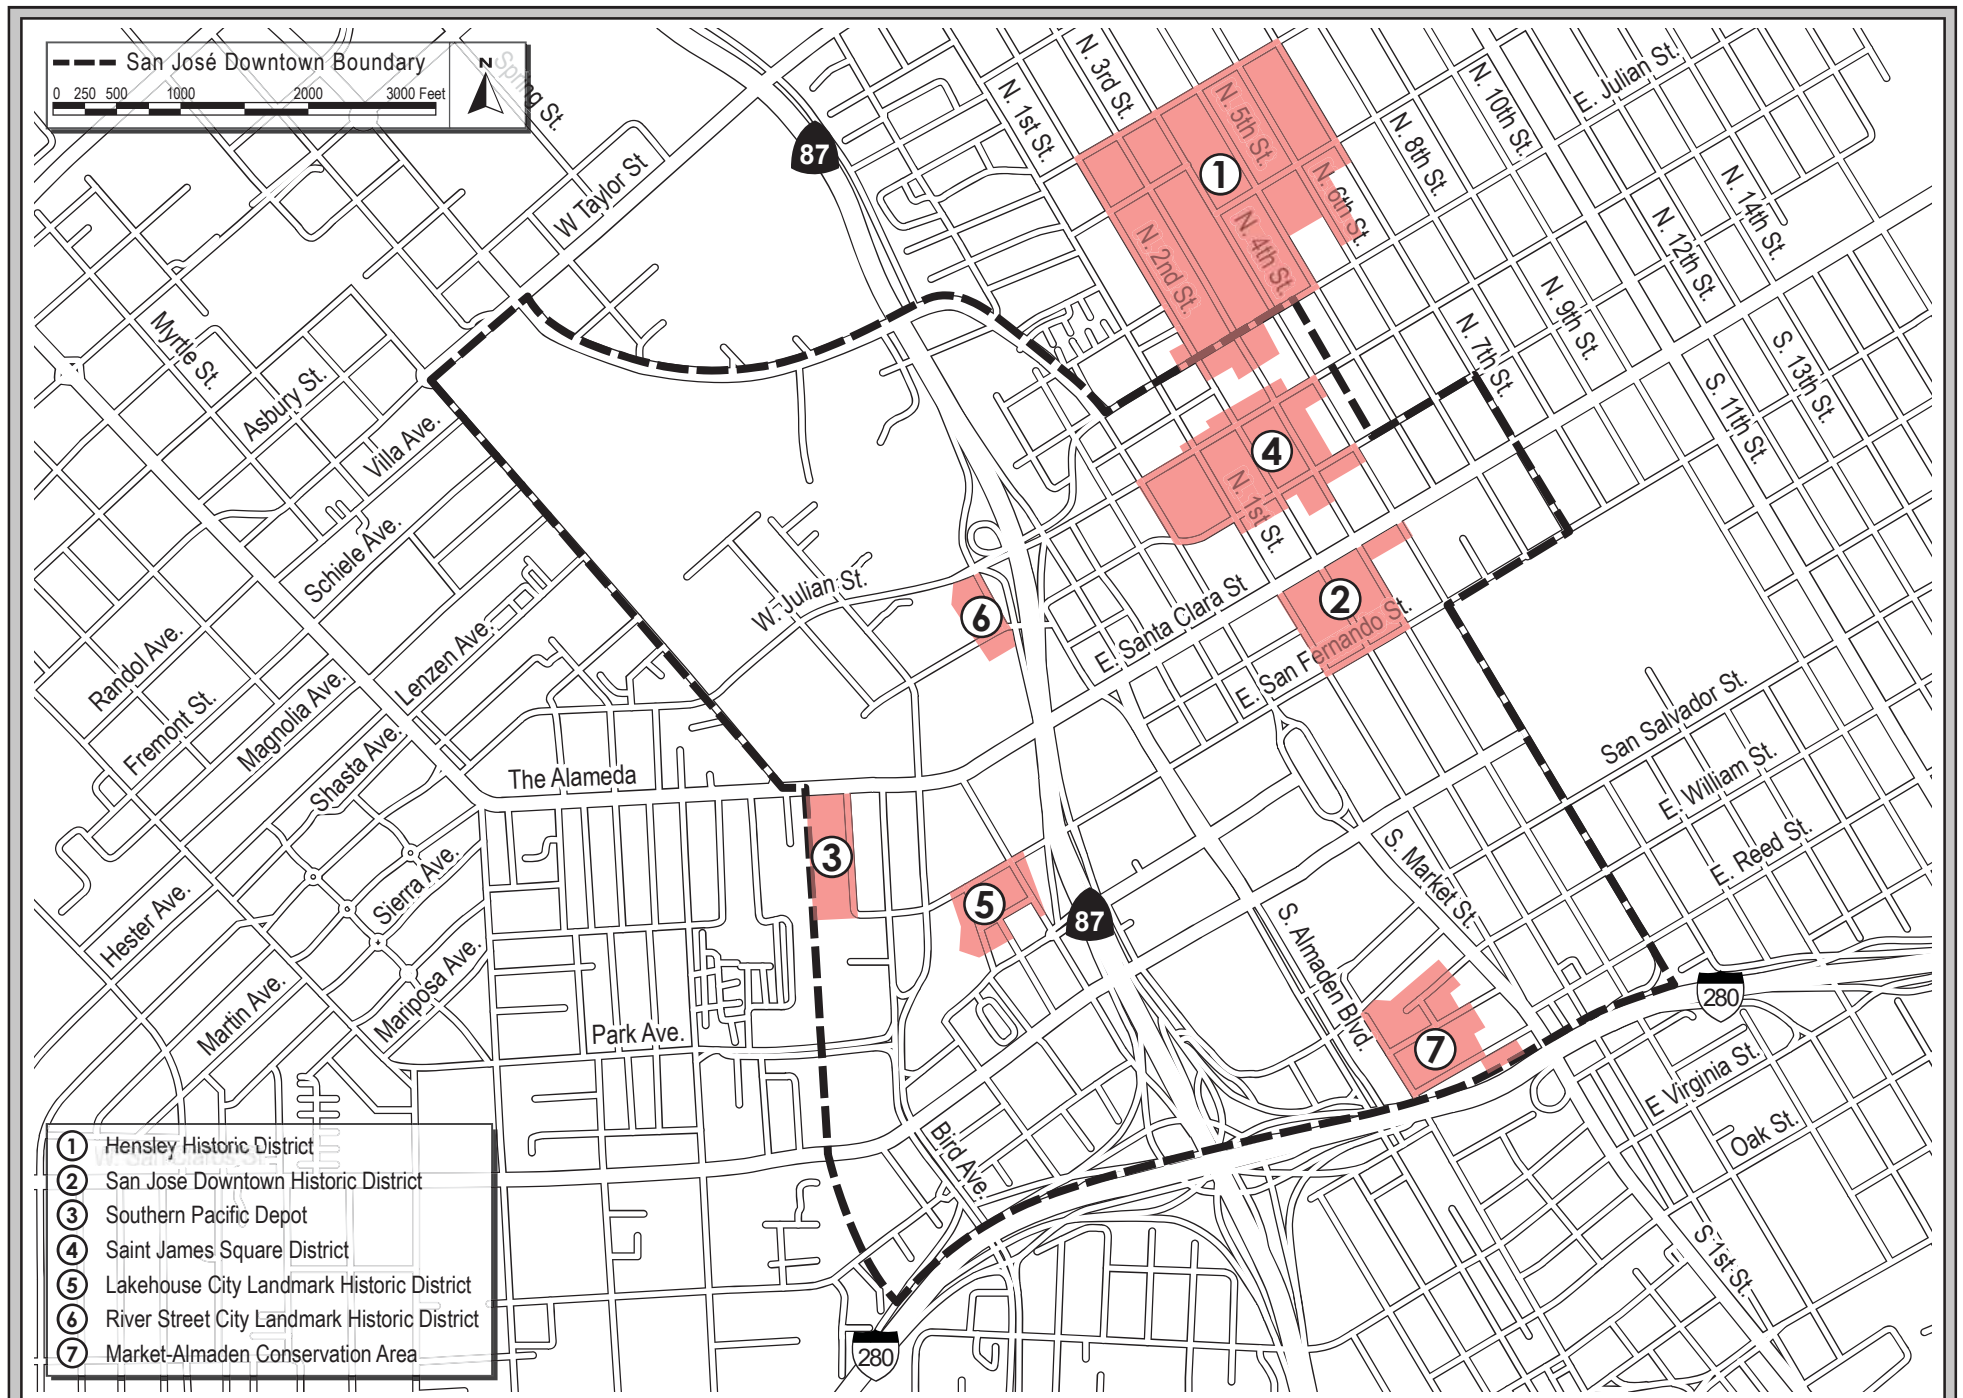 San José Downtown Boundary
0 250 500 1000 2000 3000 Feet
N
Spring St.
W Taylor St
87
N. 1st St.
N. 3rd St.
N. 5th St.
N. 10th St.
E. Julian St.
N. 8th St.
1
N. 6th St.
N. 14th St.
N. 2nd St.
N. 4th St.
N. 12th St.
Myrtle St.
N. 9th St.
N. 7th St.
S. 13th St.
Asbury St.
Villa Ave.
S. 11th St.
4
N. 1st St.
Schiele Ave.
W. Julian St.
6
2
E. Santa Clara St
E. San Fernando St.
Randol Ave.
Lenzen Ave.
Fremont St.
Magnolia Ave.
San Salvador St.
Shasta Ave.
The Alameda
E. William St.
3
E. Reed St.
Sierra Ave.
S. Market St.
5
87
Hester Ave.
S. Almaden Blvd.
Mariposa Ave.
280
Martin Ave.
Park Ave.
7
E Virginia St.
Oak St.
Bird Ave.
S 1st St.
280
1 Hensley Historic District
W. San Carlos St.
2 San Jose Downtown Historic District
3 Southern Pacific Depot
4 Saint James Square District
5 Lakehouse City Landmark Historic District
6 River Street City Landmark Historic District
7 Market-Almaden Conservation Area